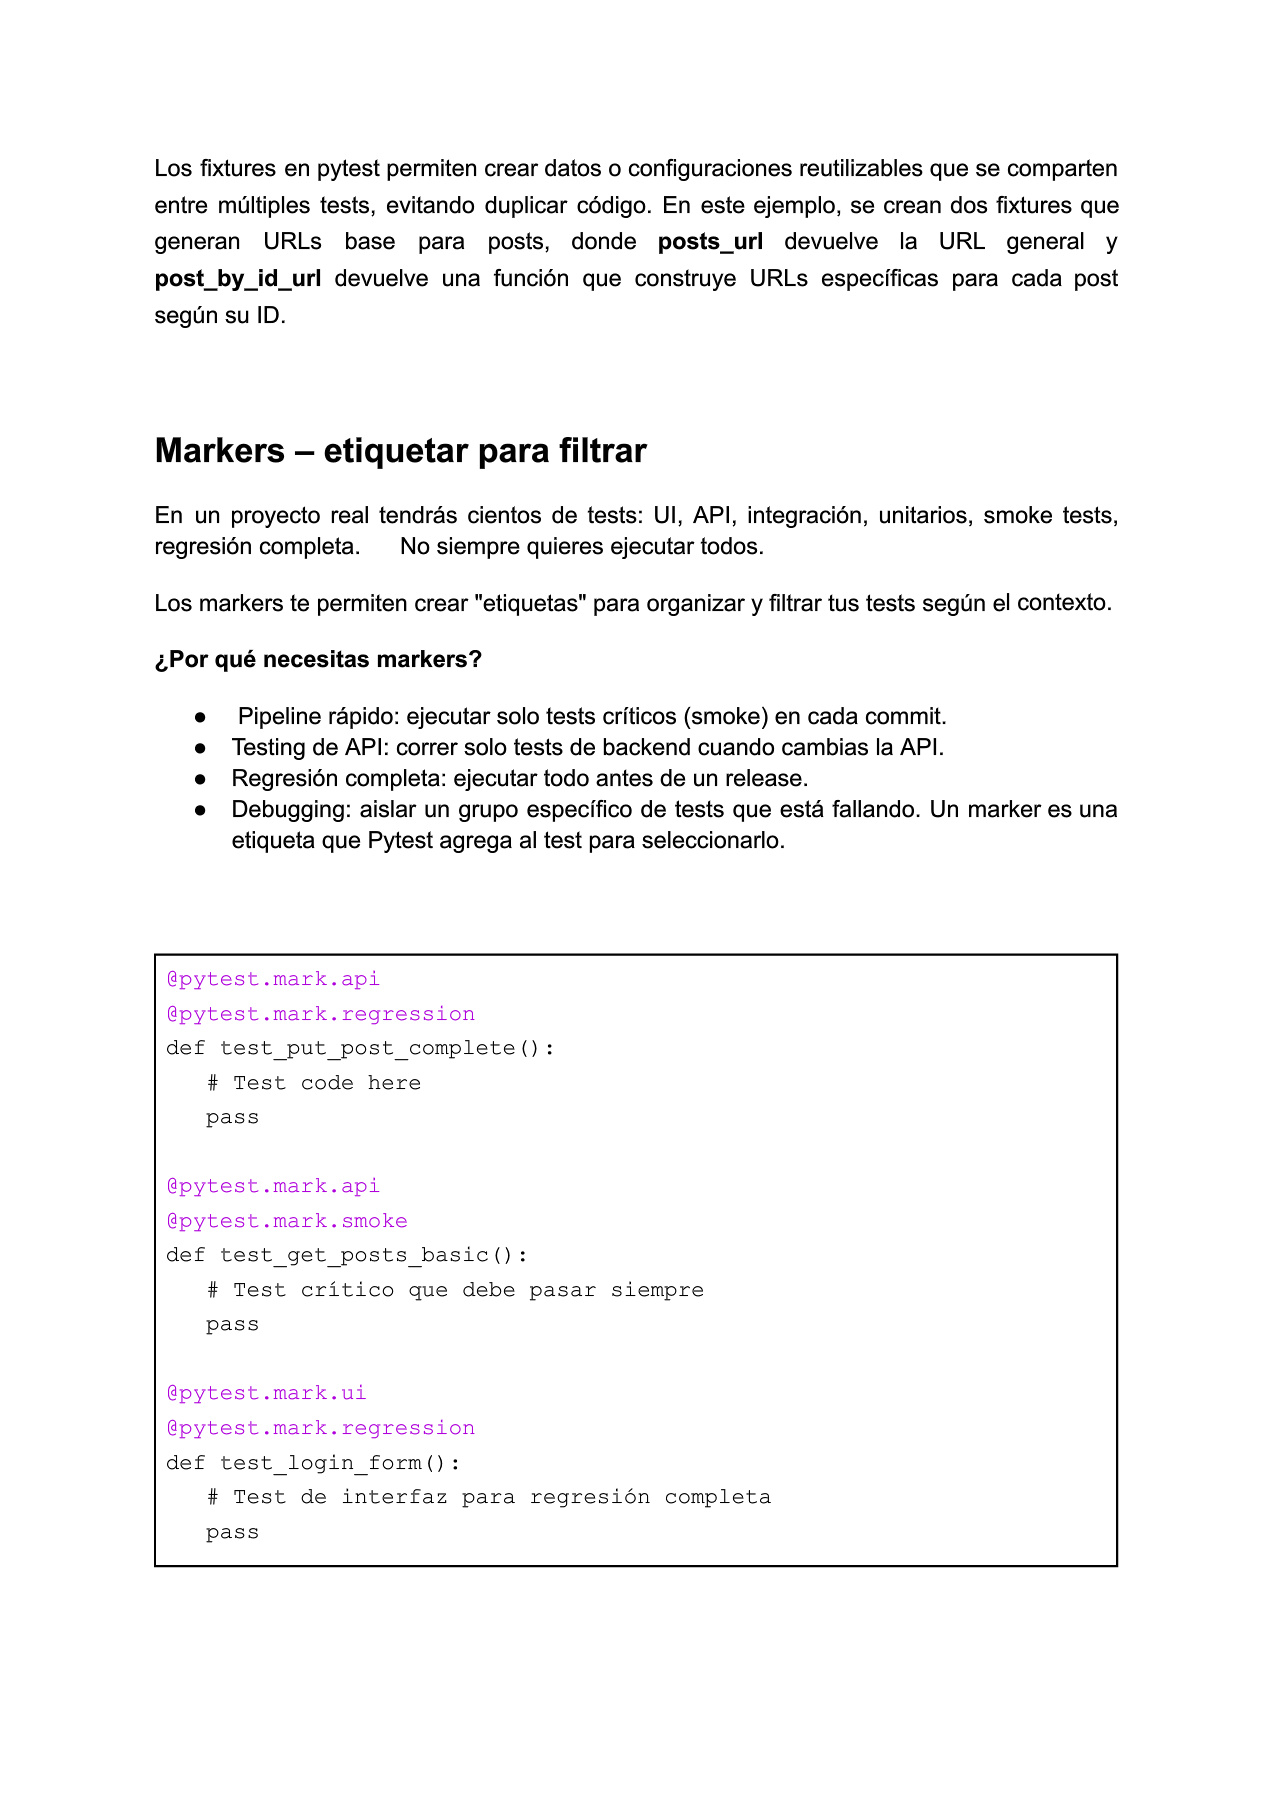 Los fixtures en pytest permiten crear datos o configuraciones reutilizables que se comparten
entre múltiples tests, evitando duplicar código. En este ejemplo, se crean dos fixtures que
generan URLs base para posts, donde posts_url devuelve la URL general y
post_by_id_url devuelve una función que construye URLs específicas para cada post
según su ID.
Markers – etiquetar para filtrar
En un proyecto real tendrás cientos de tests: UI, API, integración, unitarios, smoke tests,
regresión completa. No siempre quieres ejecutar todos.
Los markers te permiten crear "etiquetas" para organizar y filtrar tus tests según el contexto.
¿Por qué necesitas markers?
● Pipeline rápido: ejecutar solo tests críticos (smoke) en cada commit.
● Testing de API: correr solo tests de backend cuando cambias la API.
● Regresión completa: ejecutar todo antes de un release.
● Debugging: aislar un grupo específico de tests que está fallando. Un marker es una
etiqueta que Pytest agrega al test para seleccionarlo.
@pytest.mark.api
@pytest.mark.regression
def test_put_post_complete():
   # Test code here
   pass
@pytest.mark.api
@pytest.mark.smoke
def test_get_posts_basic():
   # Test crítico que debe pasar siempre
   pass
@pytest.mark.ui
@pytest.mark.regression
def test_login_form():
   # Test de interfaz para regresión completa
   pass